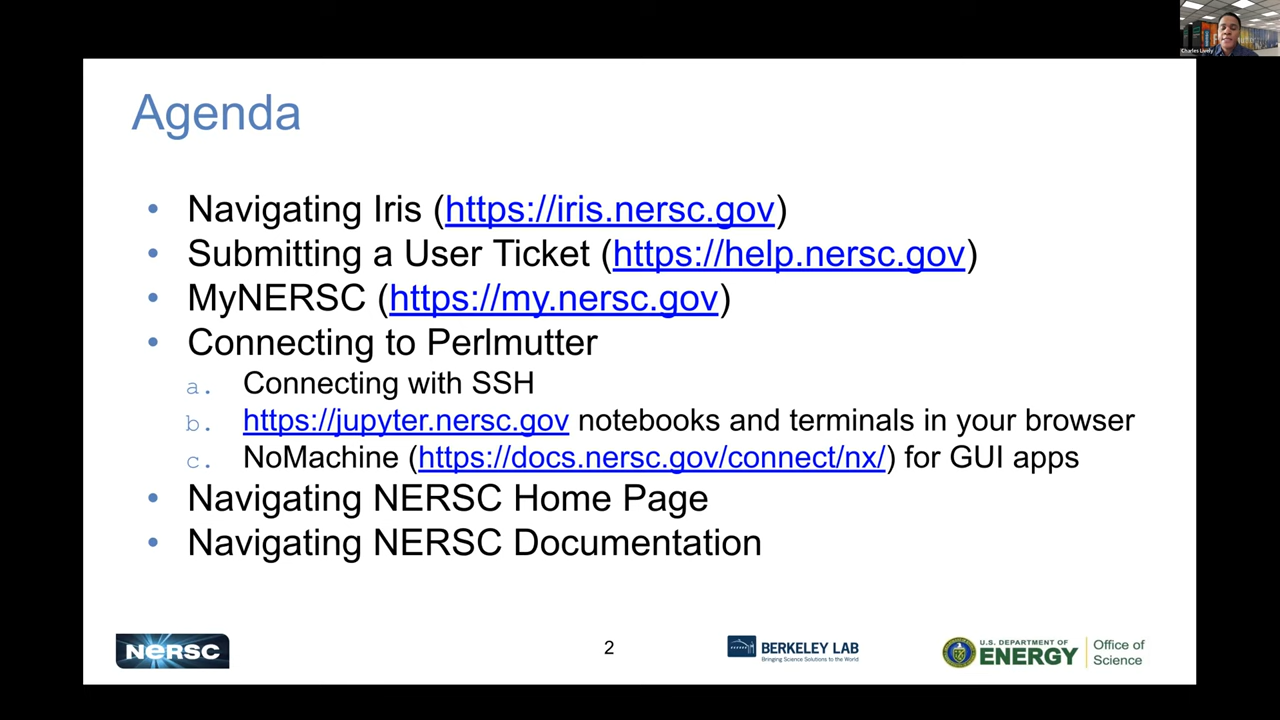 Charles Lively
Agenda
• Navigating Iris (https://iris.nersc.gov)
• Submitting a User Ticket (https://help.nersc.gov)
• MyNERSC (https://my.nersc.gov)
• Connecting to Perlmutter
a. Connecting with SSH
b. https://jupyter.nersc.gov notebooks and terminals in your browser
c. NoMachine (https://docs.nersc.gov/connect/nx/) for GUI apps
• Navigating NERSC Home Page
• Navigating NERSC Documentation
NERSC
2
BERKELEY LAB
Bringing Science Solutions to the World
U.S. DEPARTMENT OF
ENERGY
Office of
Science